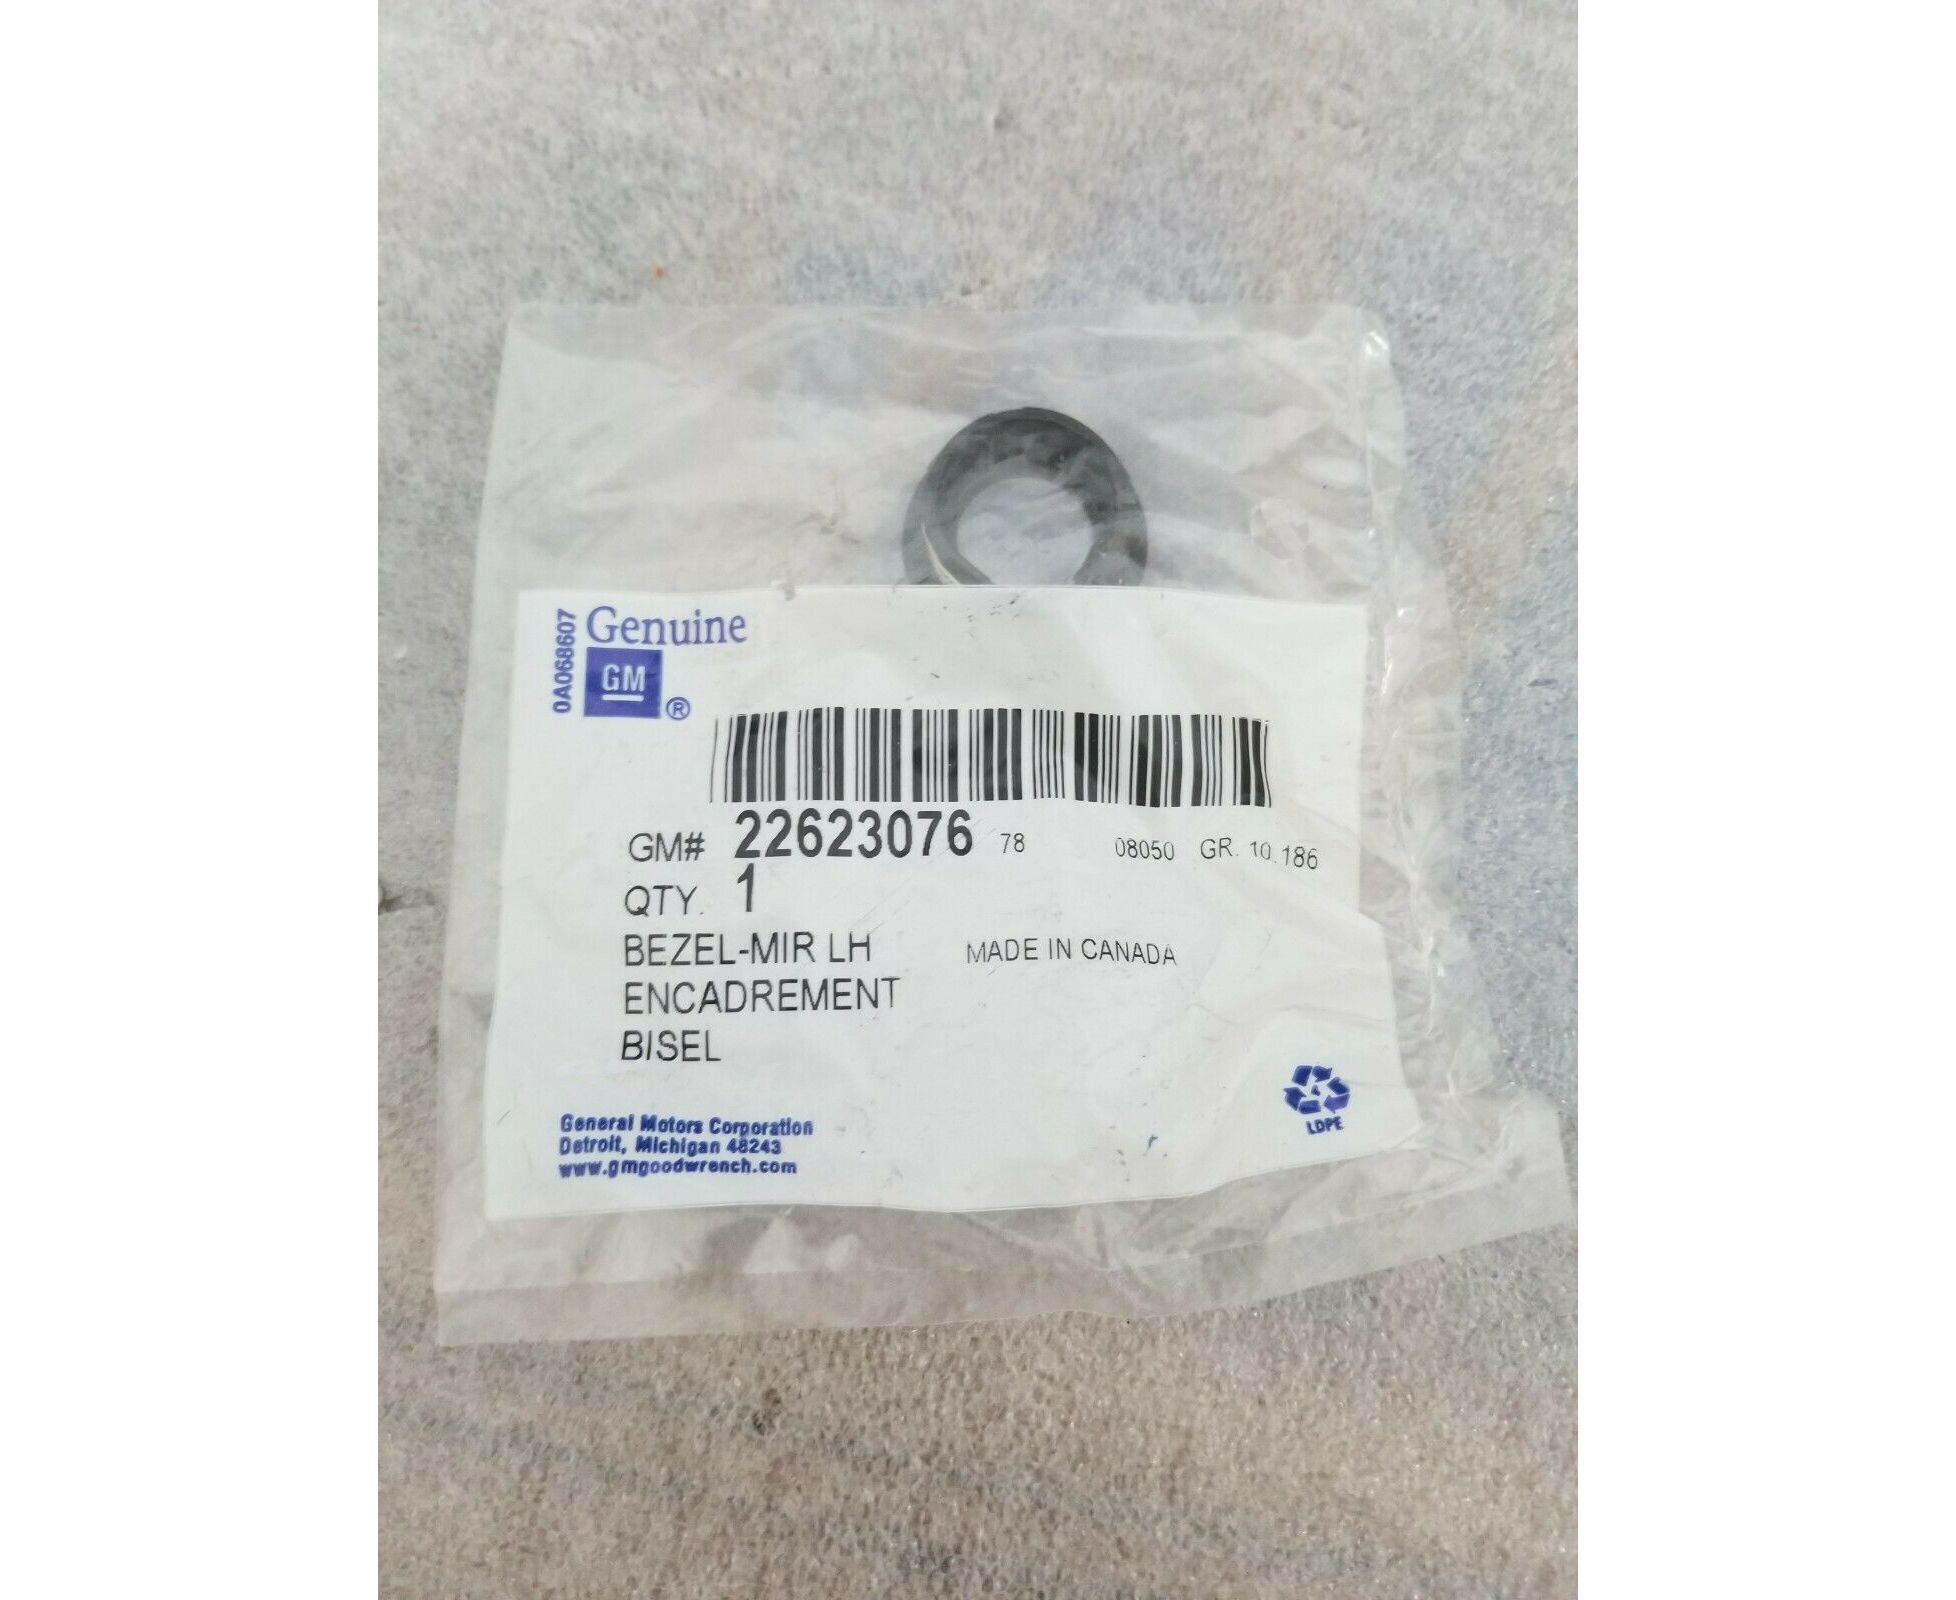 0A068607
Genuine
GM ®
GM# 22623076 78 08050 GR. 10.186
QTY. 1
BEZEL-MIR LH MADE IN CANADA
ENCADREMENT
BISEL
General Motors Corporation
Detroit, Michigan 48243
www.gmgoodwrench.com
4
LDPE